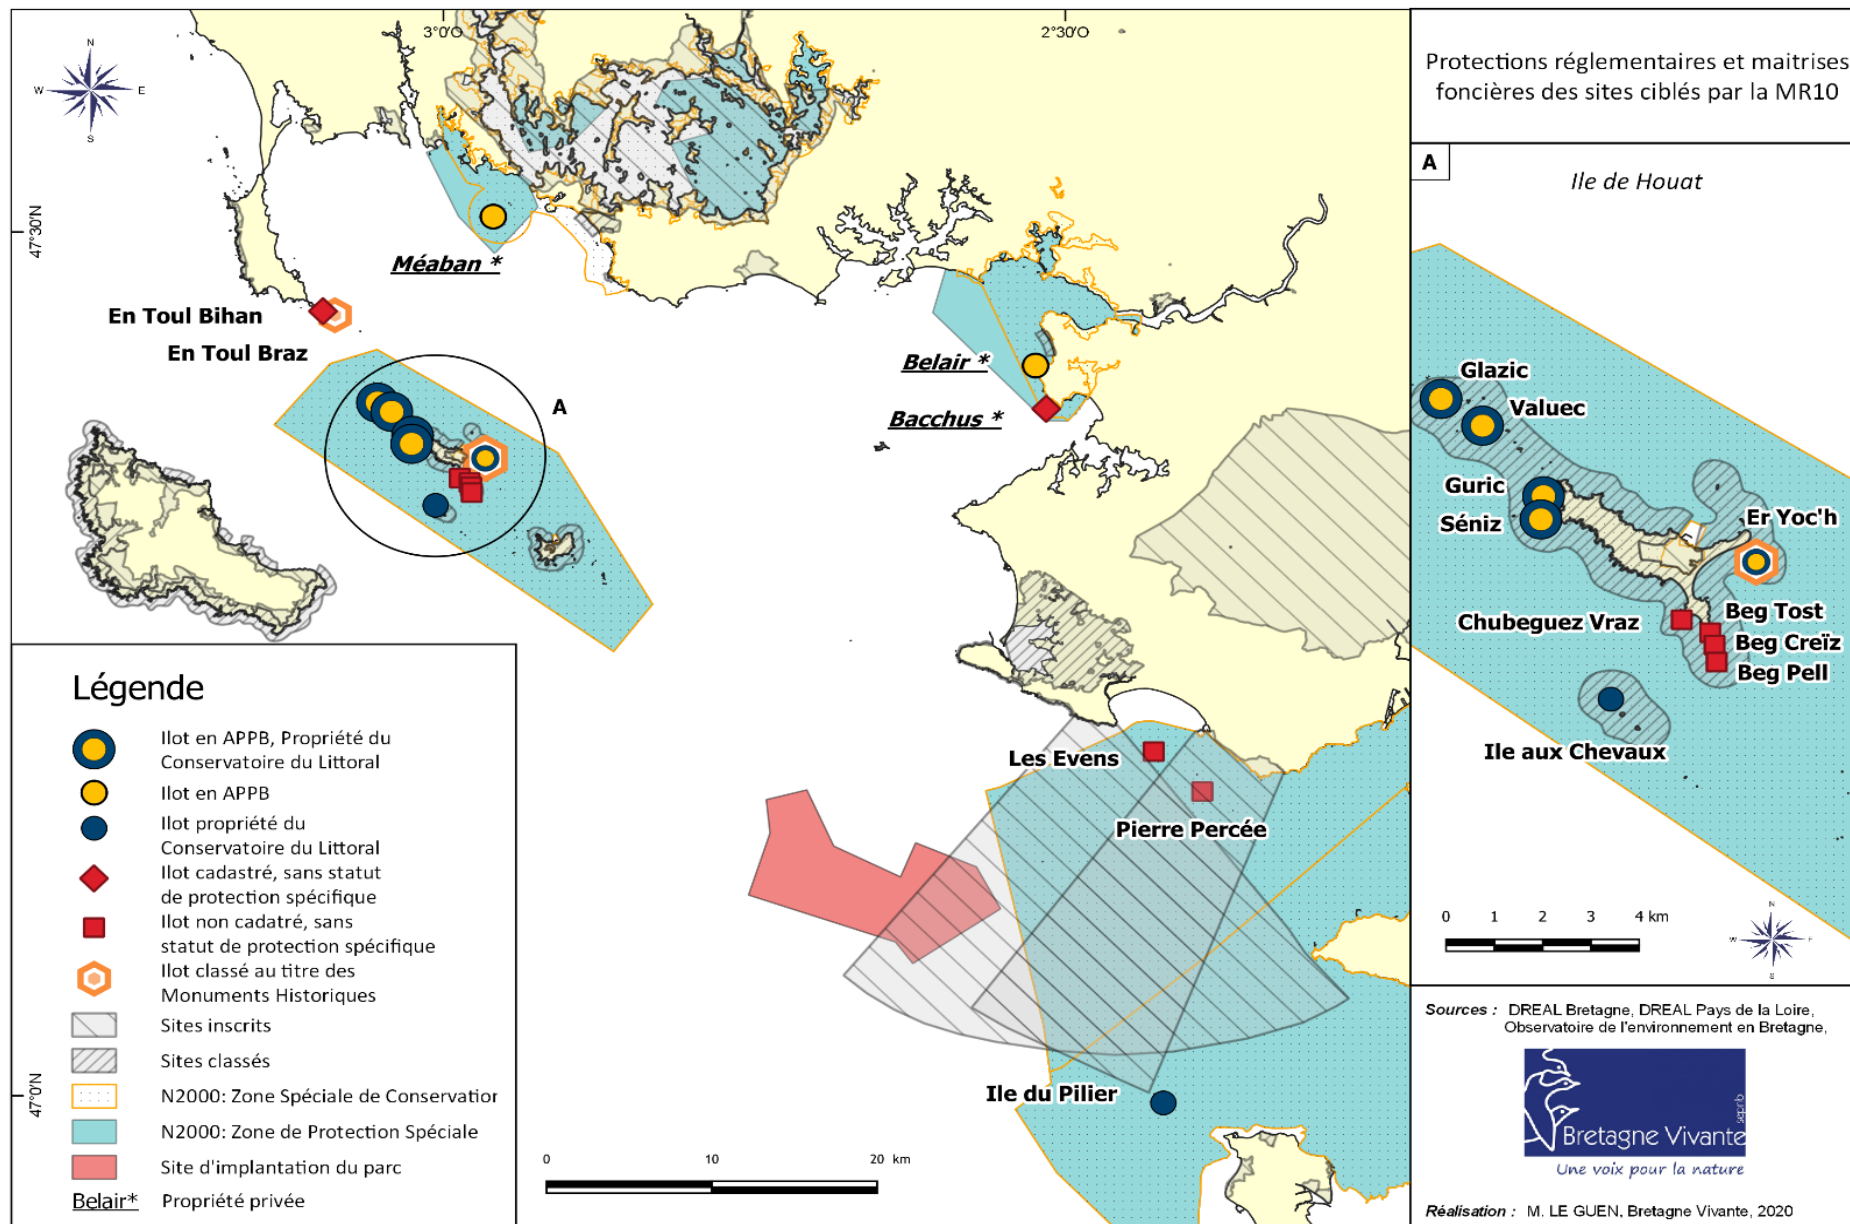 3°0'O
2°30'O
47°30'N
47°0'N
N
W
E
S
Méaban *
En Toul Bihan
En Toul Braz
A
Belair *
Bacchus *
Les Evens
Pierre Percée
Ile du Pilier
0 10 20 km
Légende
Ilot en APPB, Propriété du
Conservatoire du Littoral
Ilot en APPB
Ilot propriété du
Conservatoire du Littoral
Ilot cadastré, sans statut
de protection spécifique
Ilot non cadatré, sans
statut de protection spécifique
Ilot classé au titre des
Monuments Historiques
Sites inscrits
Sites classés
N2000: Zone Spéciale de Conservation
N2000: Zone de Protection Spéciale
Site d'implantation du parc
Belair* Propriété privée
Protections réglementaires et maitrises
foncières des sites ciblés par la MR10
A
Ile de Houat
Glazic
Valuec
Guric
Séniz
Er Yoc'h
Chubeguez Vraz
Beg Tost
Beg Creïz
Beg Pell
Ile aux Chevaux
0 1 2 3 4 km
N
W
E
S
Sources : DREAL Bretagne, DREAL Pays de la Loire,
Observatoire de l'environnement en Bretagne,
Bretagne Vivante
sepnb
Une voix pour la nature
Réalisation : M. LE GUEN, Bretagne Vivante, 2020